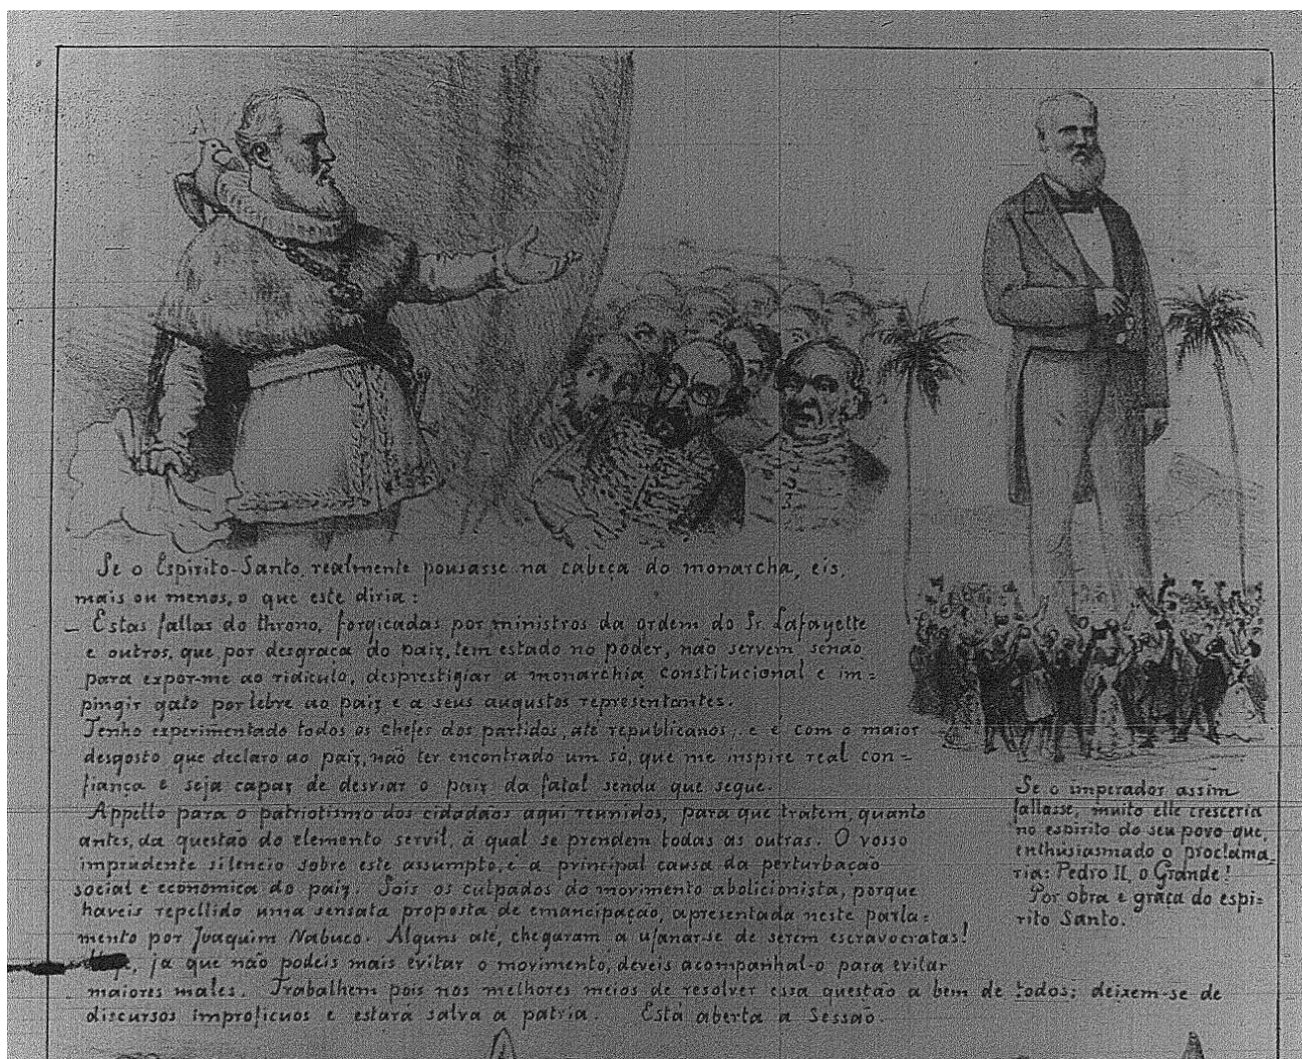 Se o Espirito-Santo, realmente pousasse na cabeça do monarcha, eis,
mais ou menos, o que este diria:
– Estas fallas do throno, forgicadas por ministros da ordem do Sr. Lafayette
e outros, que por desgraça do paiz, tem estado no poder, não servem senão
para expor-me ao ridiculo, desprestigiar a monarchia constitucional e im=
pingir gato por lebre ao paiz e a seus augustos representantes.
Tenho experimentado todos os chefes dos partidos, até republicanos, e é com o maior
desgosto que declaro ao paiz, não ter encontrado um só, que me inspire real con=
fiança e seja capaz de desviar o paiz da fatal senda que segue.
Appello para o patriotismo dos cidadãos aqui reunidos, para que tratem, quanto
antes, da questão do elemento servil, á qual se prendem todas as outras. O vosso
imprudente silencio sobre este assumpto, é a principal causa da perturbação
social e economica do paiz. Sois os culpados do movimento abolicionista, porque
haveis repellido uma sensata proposta de emancipação, apresentada neste parla=
mento por Joaquim Nabuco. Alguns até, chegaram a ufanar-se de serem escravocratas!
ja que não podeis mais evitar o movimento, deveis acompanhal-o para evitar
maiores males. Trabalhem pois nos melhores meios de resolver essa questão a bem de todos; deixem-se de
discursos improficuos e estará salva a patria. Está aberta a Sessão.
Se o imperador assim
fallasse, muito elle cresceria
no espirito do seu povo que,
enthusiasmado o proclama_
ria: Pedro II, o Grande!
Por obra e graça do espi=
rito Santo.